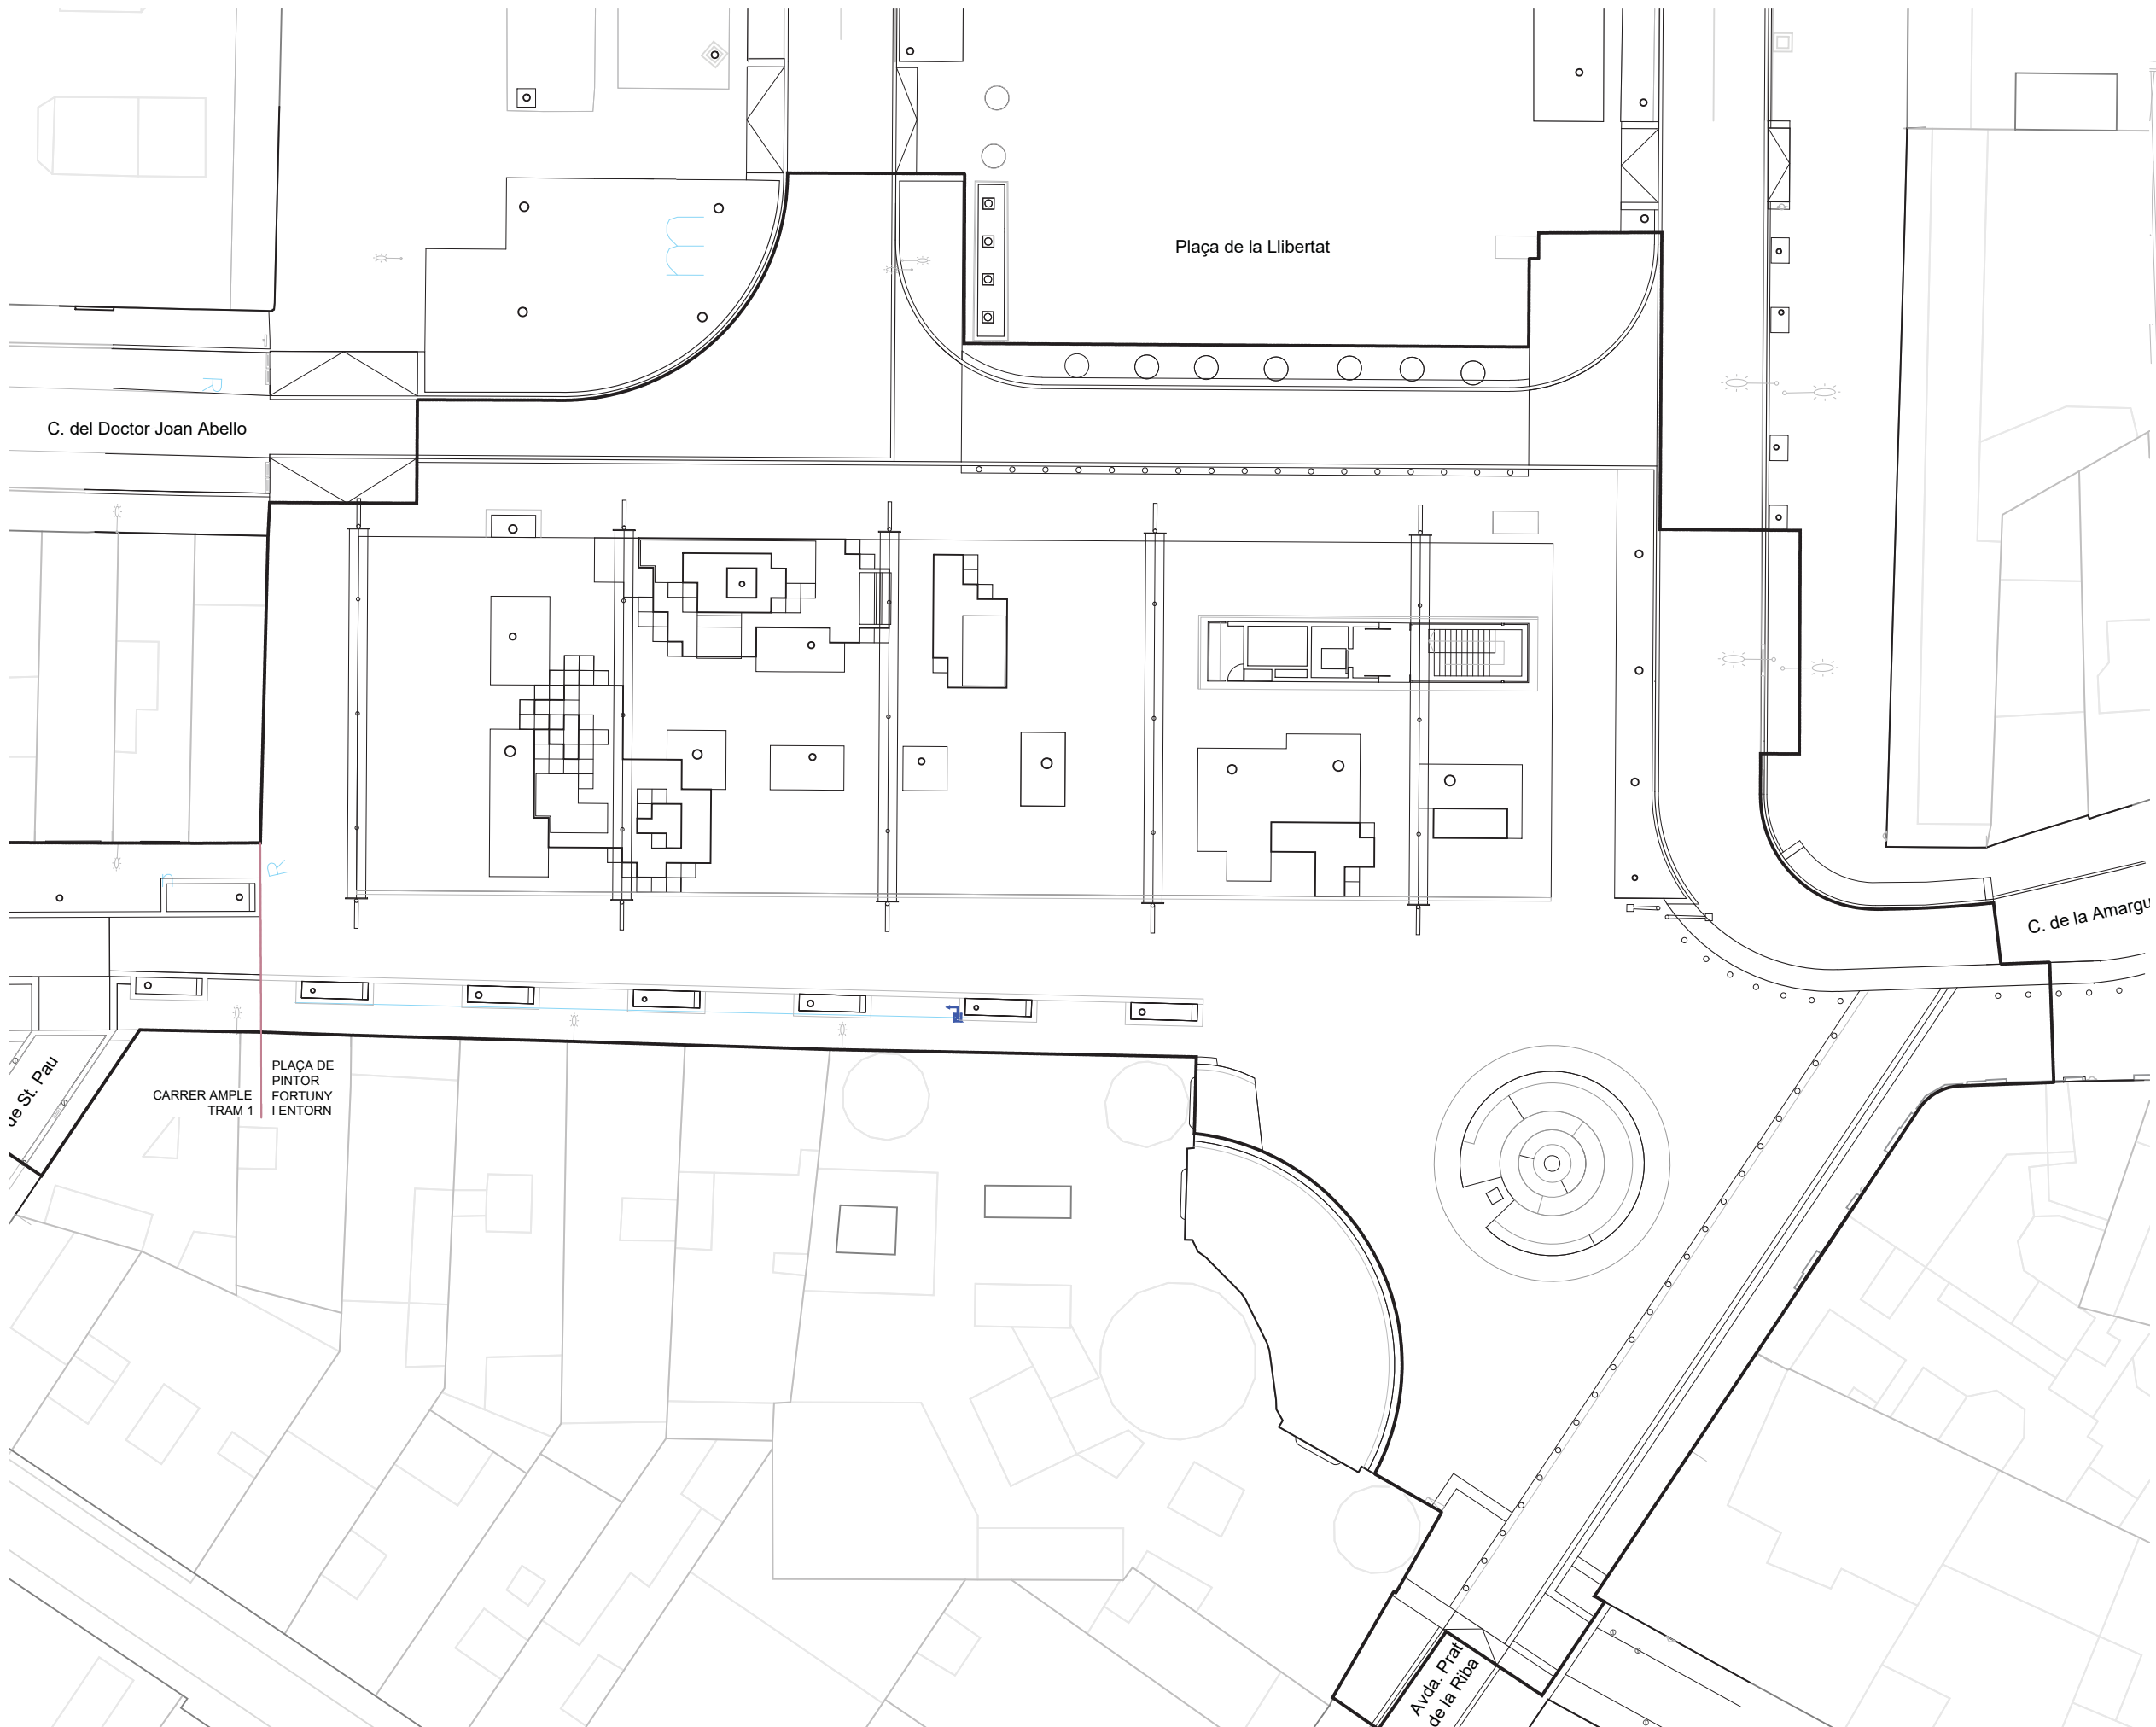 m
Plaça de la Llibertat
R
C. del Doctor Joan Abello
R
C. de la Amargu
de St. Pau
CARRER AMPLE
TRAM 1
PLAÇA DE
PINTOR
FORTUNY
I ENTORN
Avda. Prat
de la Riba